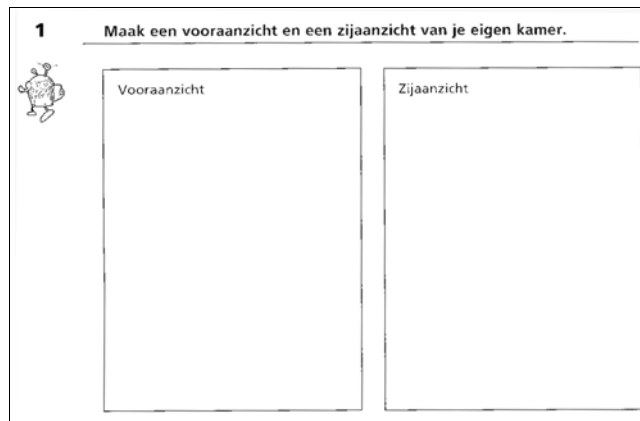 1 Maak een vooraanzicht en een zijaanzicht van je eigen kamer.
Vooraanzicht
Zijaanzicht